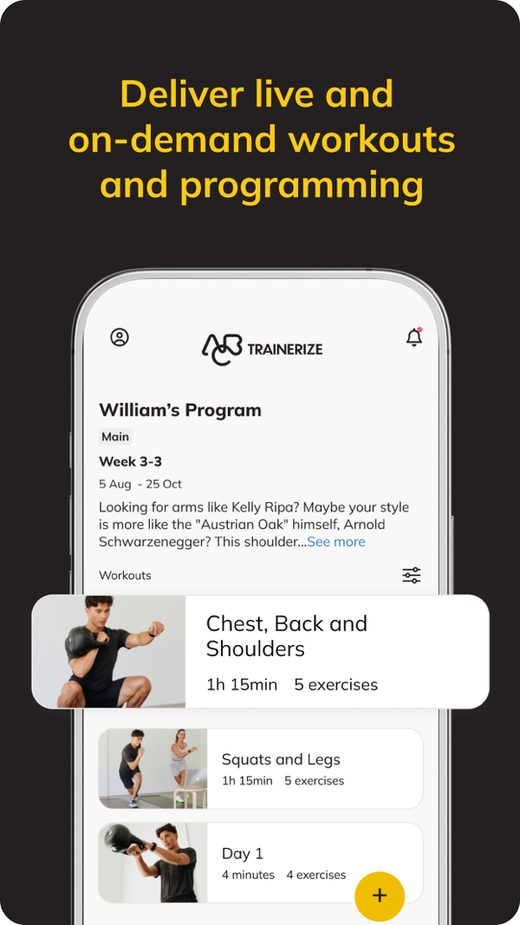 Deliver live and
on-demand workouts
and programming
ABC TRAINERIZE
William’s Program
Main
Week 3-3
5 Aug - 25 Oct
Looking for arms like Kelly Ripa? Maybe your style
is more like the "Austrian Oak" himself, Arnold
Schwarzenegger? This shoulder...See more
Workouts
Chest, Back and
Shoulders
1h 15min 5 exercises
Squats and Legs
1h 15min 5 exercises
Day 1
4 minutes 4 exercises
+